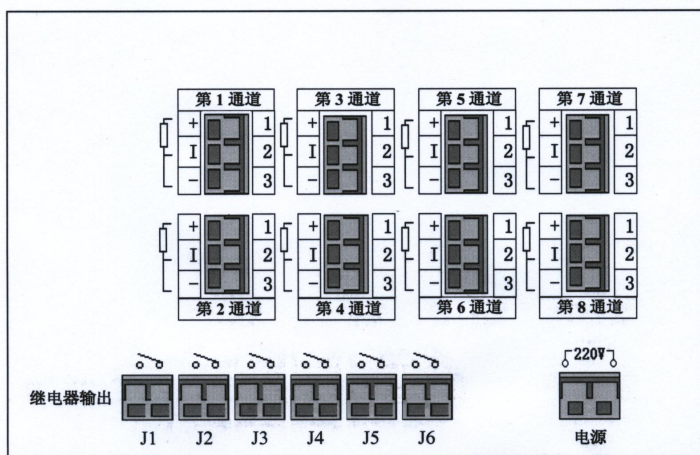 第1通道 第3通道 第5通道 第7通道
+ 1 + 1 + 1 + 1
I 2 I 2 I 2 I 2
− 3 − 3 − 3 − 3
+ 1 + 1 + 1 + 1
I 2 I 2 I 2 I 2
− 3 − 3 − 3 − 3
第2通道 第4通道 第6通道 第8通道
220V
继电器输出
J1 J2 J3 J4 J5 J6 电源